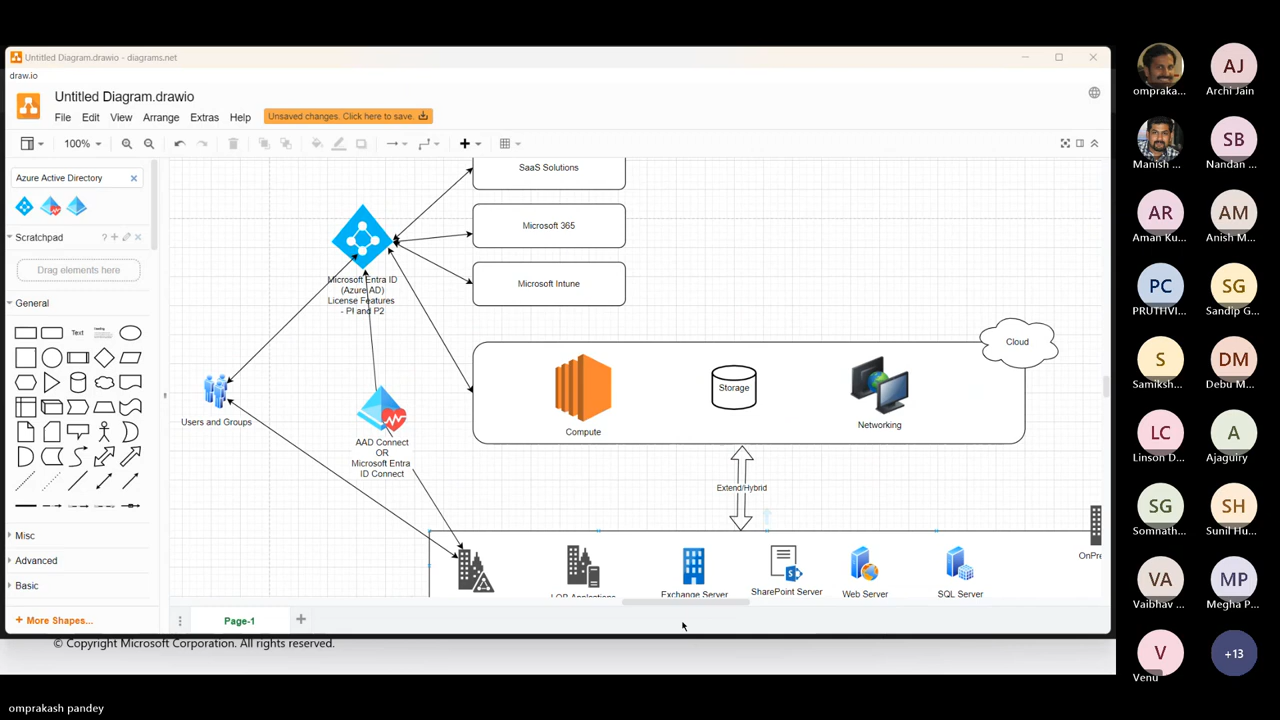 Untitled Diagram.drawio - diagrams.net
draw.io
Untitled Diagram.drawio
File Edit View Arrange Extras Help
Unsaved changes. Click here to save.
100%
Azure Active Directory
Scratchpad
Drag elements here
General
Text
Heading
Misc
Advanced
Basic
+ More Shapes...
Page-1
SaaS Solutions
Microsoft 365
Microsoft Intune
Microsoft Entra ID
(Azure AD)
License Features
- PI and P2
Cloud
Compute
Storage
Networking
Users and Groups
AAD Connect
OR
Microsoft Entra
ID Connect
Extend/Hybrid
OnPre
Exchange Server
SharePoint Server
Web Server
SQL Server
© Copyright Microsoft Corporation. All rights reserved.
omprakash pandey
ompraka...
AJ
Archi Jain
Manish ...
SB
Nandan ...
AR
Aman Ku...
AM
Anish M...
PC
PRUTHVI...
SG
Sandip G...
S
Samiksh...
DM
Debu M...
LC
Linson D...
A
Ajaguiry
SG
Somnath...
SH
Sunil Hu...
VA
Vaibhav ...
MP
Megha P...
V
Venu
+13